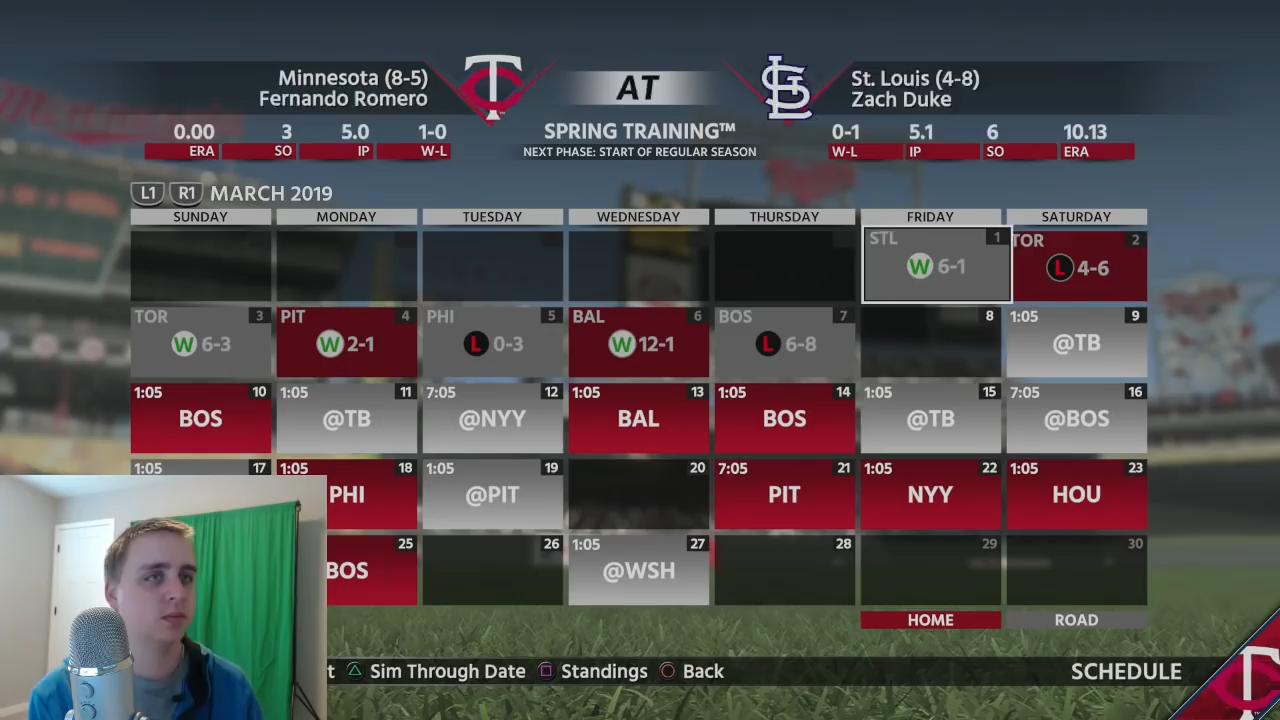 Minnesota (8-5)
Fernando Romero
AT
St. Louis (4-8)
Zach Duke
0.00 3 5.0 1-0
ERA SO IP W-L
SPRING TRAINING™
NEXT PHASE: START OF REGULAR SEASON
0-1 5.1 6 10.13
W-L IP SO ERA
L1 R1 MARCH 2019
SUNDAY MONDAY TUESDAY WEDNESDAY THURSDAY FRIDAY SATURDAY
STL 1 TOR 2
W 6-1 L 4-6
TOR 3 PIT 4 PHI 5 BAL 6 BOS 7 8 1:05 9
W 6-3 W 2-1 L 0-3 W 12-1 L 6-8 @TB
1:05 10 1:05 11 7:05 12 1:05 13 1:05 14 1:05 15 7:05 16
BOS @TB @NYY BAL BOS @TB @BOS
1:05 17 1:05 18 1:05 19 20 7:05 21 1:05 22 1:05 23
PHI @PIT PIT NYY HOU
25 26 1:05 27 28 29 30
BOS @WSH
HOME ROAD
t Sim Through Date Standings Back
SCHEDULE